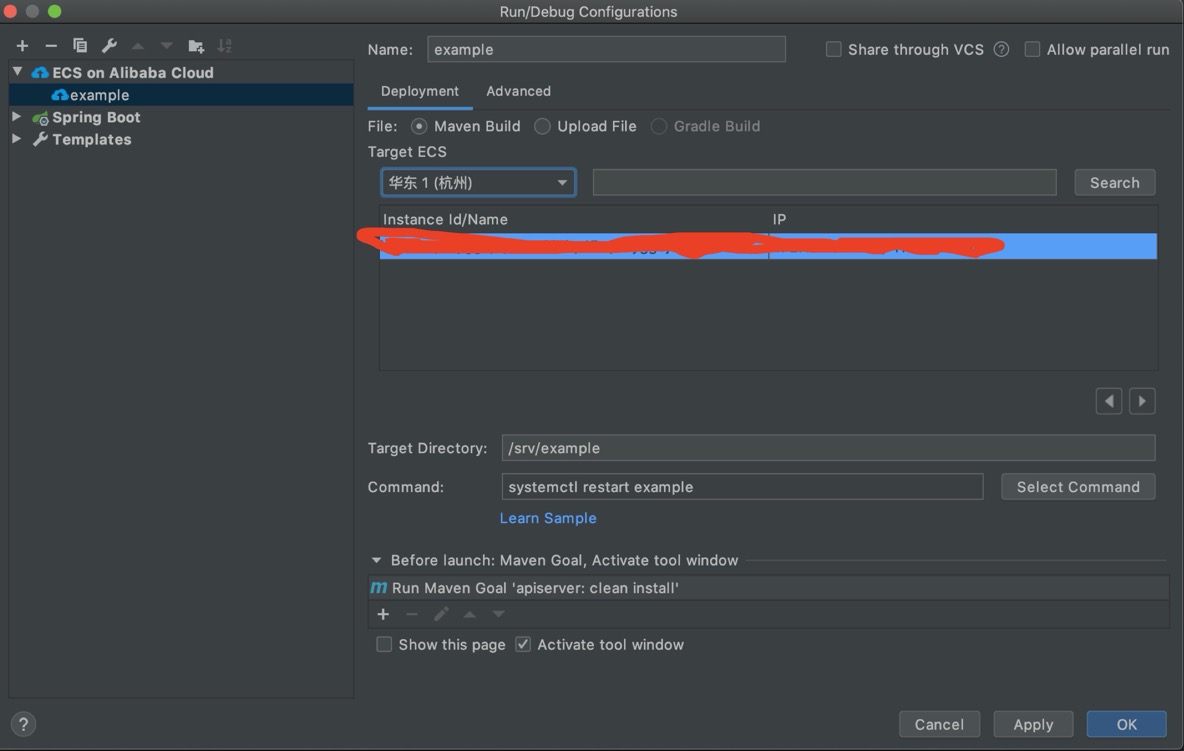 Run/Debug Configurations
Name: example Share through VCS ? Allow parallel run
ECS on Alibaba Cloud
example
Spring Boot
Templates
Deployment Advanced
File: Maven Build Upload File Gradle Build
Target ECS
华东 1 (杭州) Search
Instance Id/Name IP
Target Directory: /srv/example
Command: systemctl restart example Select Command
Learn Sample
Before launch: Maven Goal, Activate tool window
m Run Maven Goal 'apiserver: clean install'
Show this page Activate tool window
? Cancel Apply OK